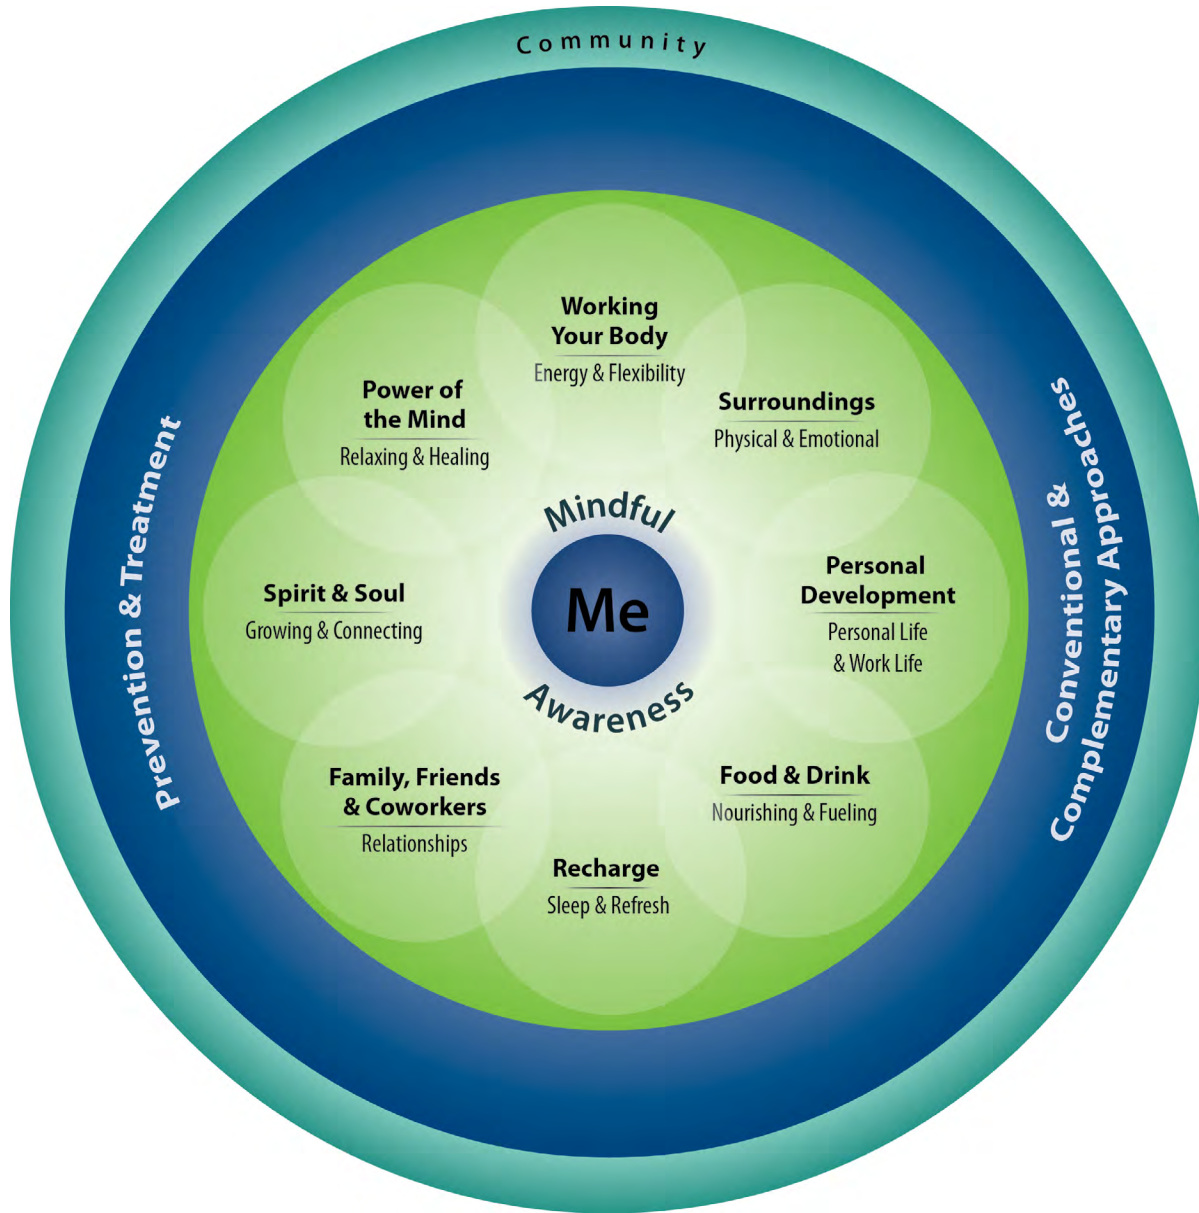 Community
Working
Your Body
Energy & Flexibility
Surroundings
Physical & Emotional
Personal
Development
Personal Life
& Work Life
Food & Drink
Nourishing & Fueling
Recharge
Sleep & Refresh
Family, Friends
& Coworkers
Relationships
Spirit & Soul
Growing & Connecting
Power of
the Mind
Relaxing & Healing
Mindful
Me
Awareness
Prevention & Treatment
Conventional &
Complementary Approaches